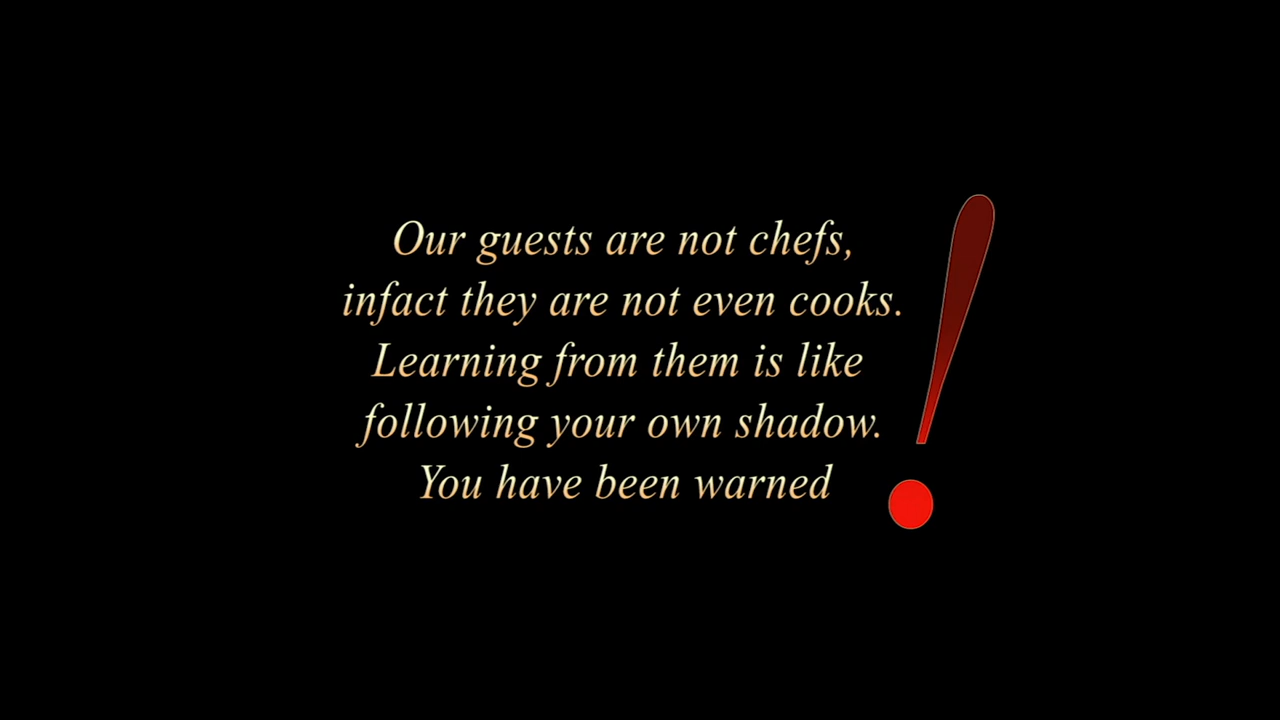 Our guests are not chefs,
infact they are not even cooks.
Learning from them is like
following your own shadow.
You have been warned!